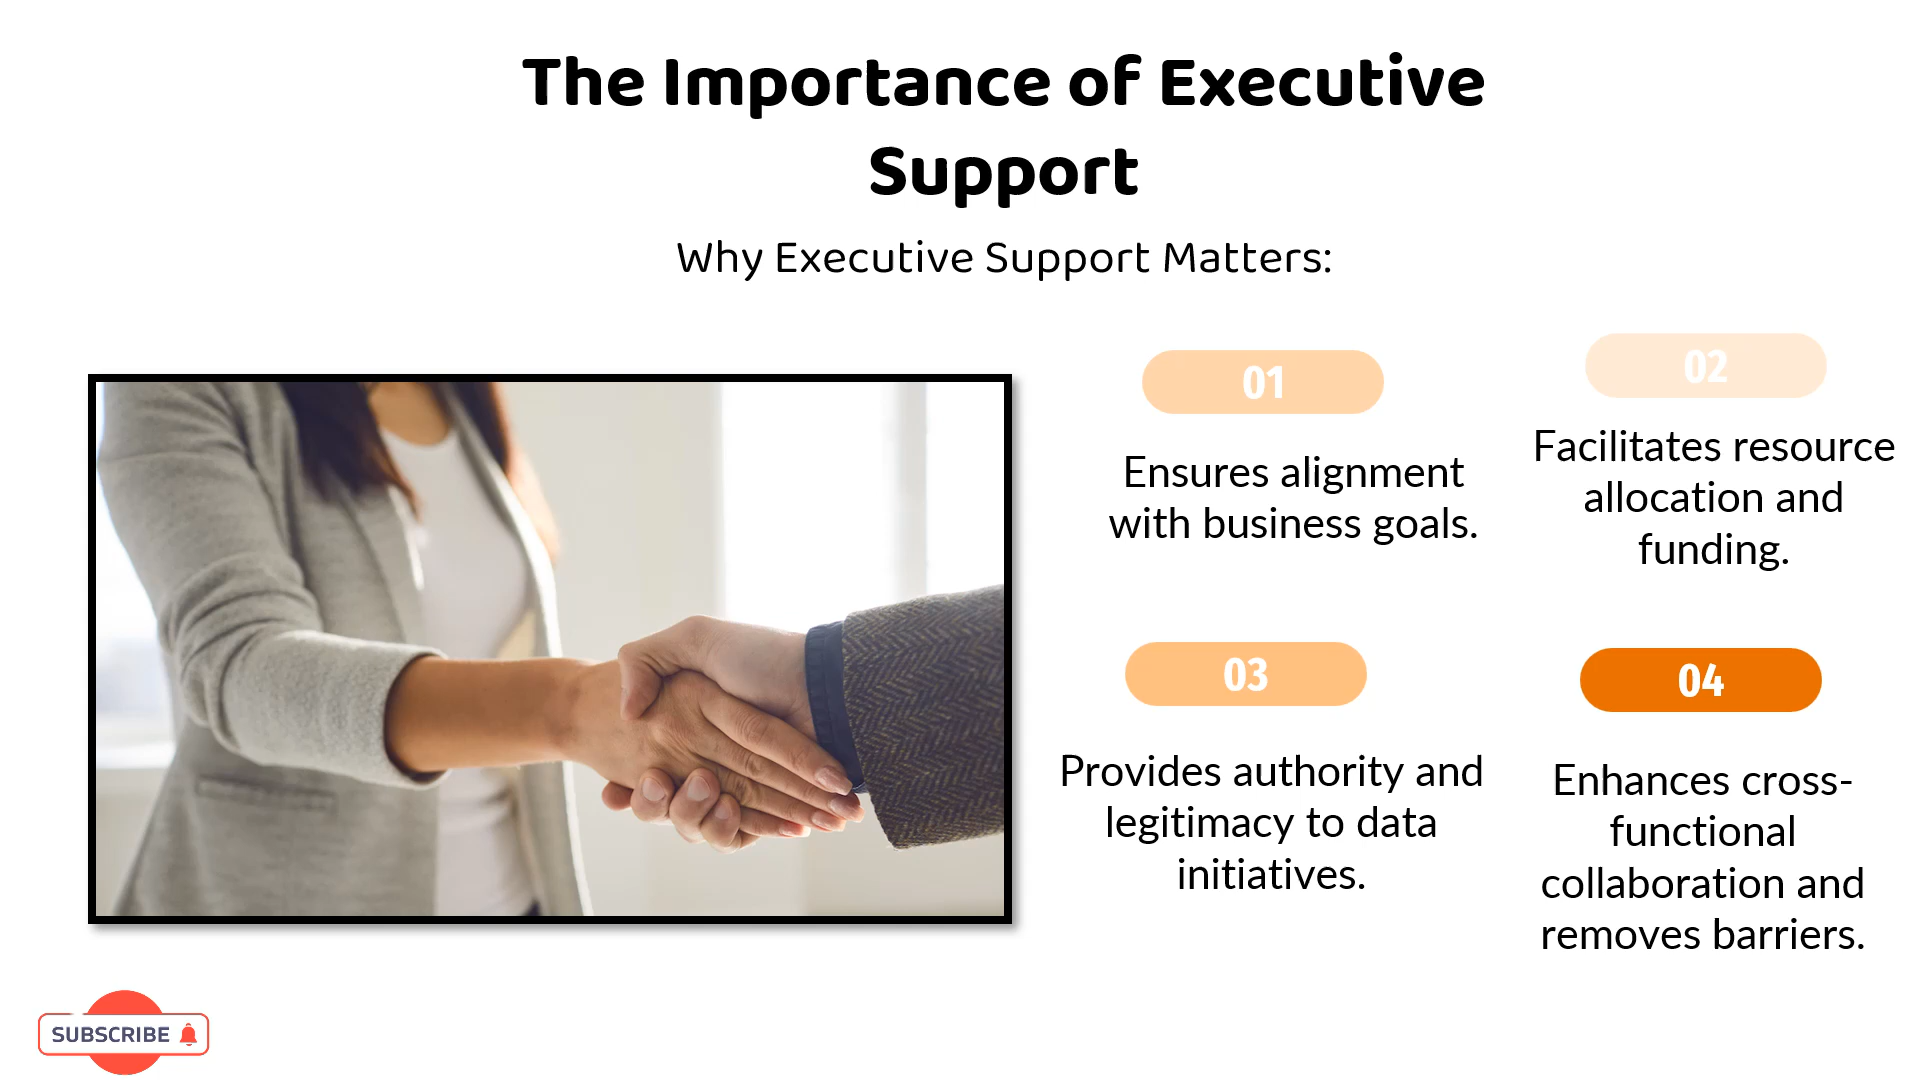 The Importance of Executive
Support
Why Executive Support Matters:
01
Ensures alignment
with business goals.
02
Facilitates resource
allocation and
funding.
03
Provides authority and
legitimacy to data
initiatives.
04
Enhances cross-
functional
collaboration and
removes barriers.
SUBSCRIBE